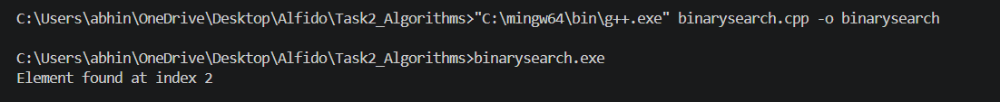 C:\Users\abhin\OneDrive\Desktop\Alfido\Task2_Algorithms>"C:\mingw64\bin\g++.exe" binarysearch.cpp -o binarysearch
C:\Users\abhin\OneDrive\Desktop\Alfido\Task2_Algorithms>binarysearch.exe
Element found at index 2